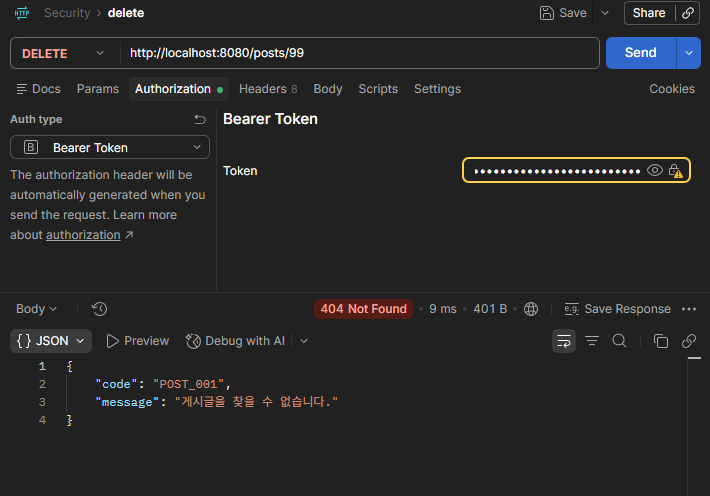 HTTP Security > delete Save Share
DELETE http://localhost:8080/posts/99 Send
Docs Params Authorization Headers 8 Body Scripts Settings Cookies
Auth type
B Bearer Token
The authorization header will be
automatically generated when you
send the request. Learn more
about authorization ↗
Bearer Token
Token ••••••••••••••••••••••••
Body 404 Not Found • 9 ms • 401 B • e.g. Save Response •••
{} JSON Preview Debug with AI
1 {
2 "code": "POST_001",
3 "message": "게시글을 찾을 수 없습니다."
4 }